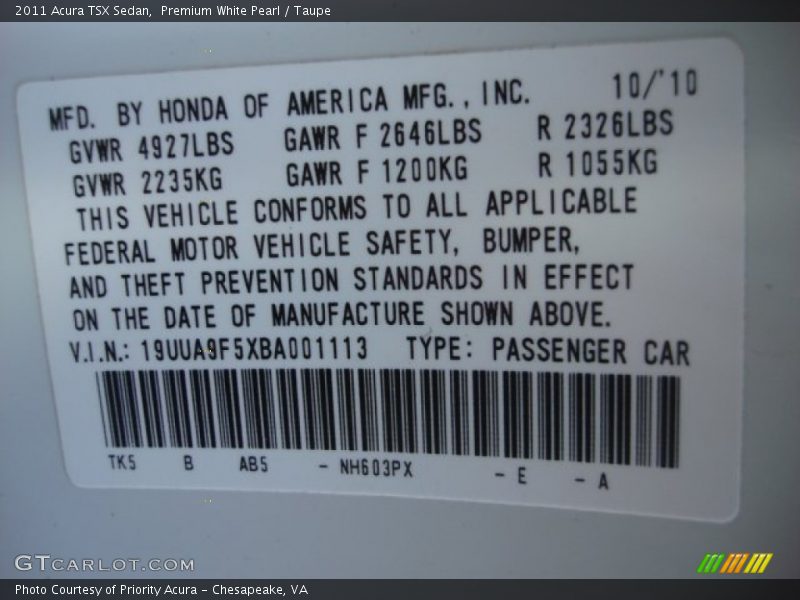 2011 Acura TSX Sedan,  Premium White Pearl / Taupe
MFD. BY HONDA OF AMERICA MFG., INC. 10/'10
GVWR 4927LBS GAWR F 2646LBS R 2326LBS
GVWR 2235KG GAWR F 1200KG R 1055KG
THIS VEHICLE CONFORMS TO ALL APPLICABLE
FEDERAL MOTOR VEHICLE SAFETY, BUMPER,
AND THEFT PREVENTION STANDARDS IN EFFECT
ON THE DATE OF MANUFACTURE SHOWN ABOVE.
V.I.N.: 19UUA9F5XBA001113 TYPE: PASSENGER CAR
TK5 B AB5 - NH603PX - E - A
GTCARLOT.COM
Photo Courtesy of Priority Acura – Chesapeake, VA